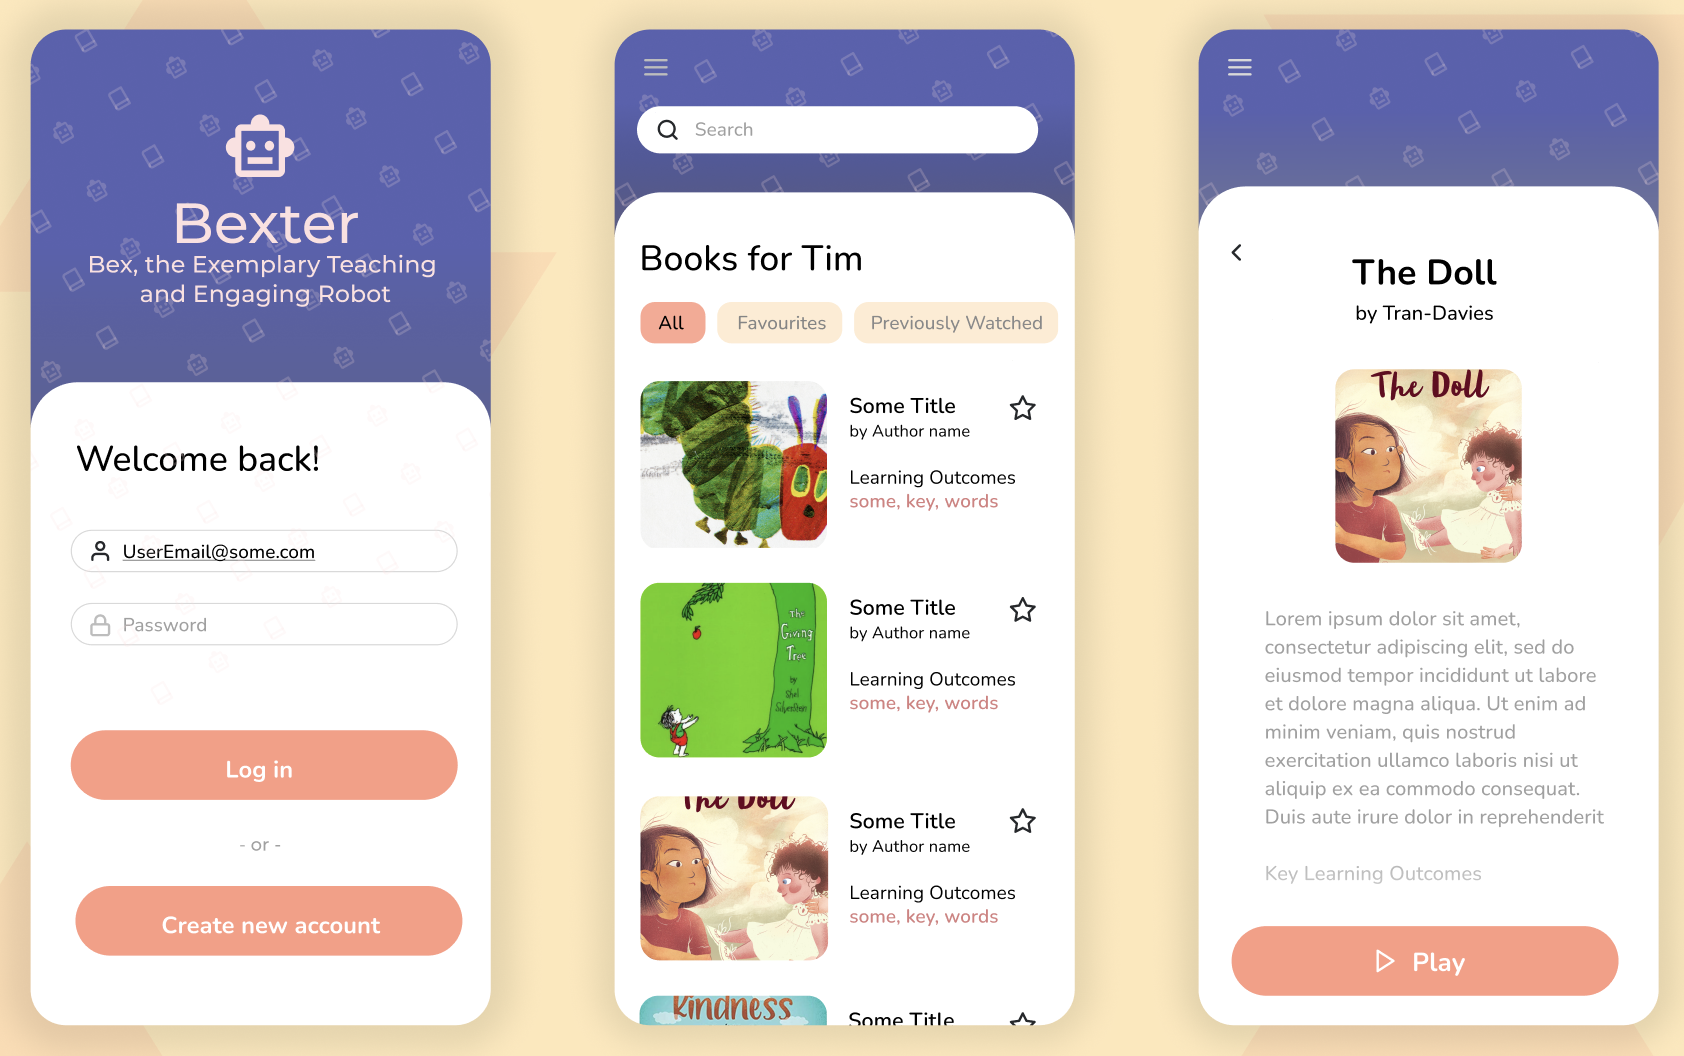 Bexter
Bex, the Exemplary Teaching
and Engaging Robot
Welcome back!
UserEmail@some.com
Password
Log in
- or -
Create new account
Search
Books for Tim
All
Favourites
Previously Watched
Some Title
by Author name
Learning Outcomes
some, key, words
The
Giving
Tree
by
Shel
Silverstein
Some Title
by Author name
Learning Outcomes
some, key, words
The Doll
Some Title
by Author name
Learning Outcomes
some, key, words
Kindness
Some Title
The Doll
by Tran-Davies
The Doll
Lorem ipsum dolor sit amet,
consectetur adipiscing elit, sed do
eiusmod tempor incididunt ut labore
et dolore magna aliqua. Ut enim ad
minim veniam, quis nostrud
exercitation ullamco laboris nisi ut
aliquip ex ea commodo consequat.
Duis aute irure dolor in reprehenderit
Key Learning Outcomes
Play